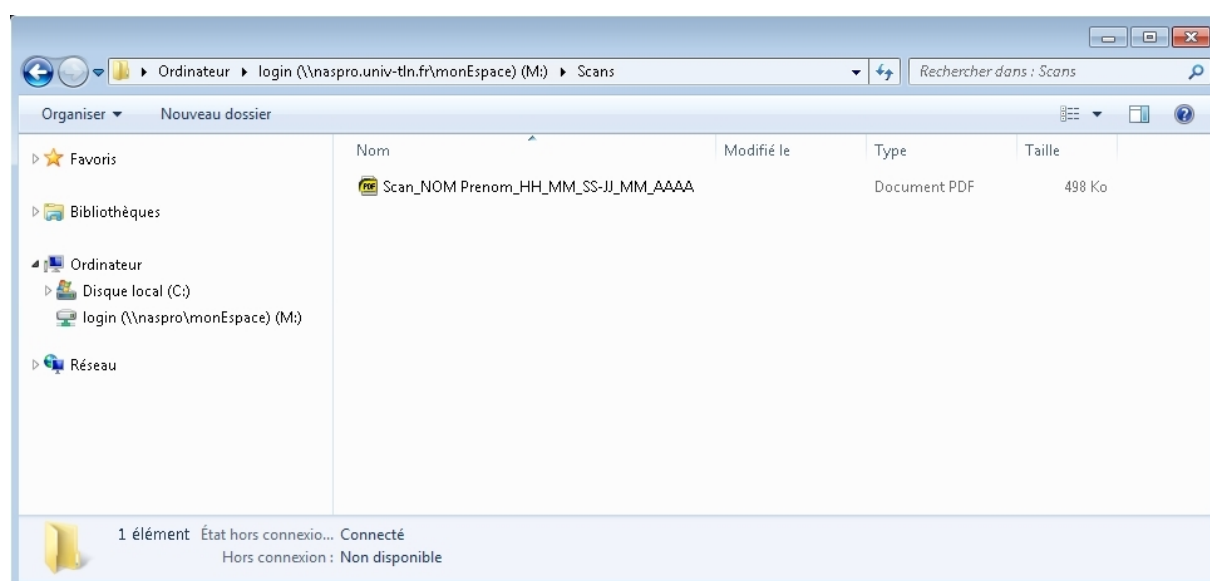 Ordinateur login (\\naspro.univ-tln.fr\monEspace) (M:) Scans
Rechercher dans : Scans
Organiser Nouveau dossier
Favoris
Bibliothèques
Ordinateur
Disque local (C:)
login (\\naspro\monEspace) (M:)
Réseau
Nom Modifié le Type Taille
PDF Scan_NOM Prenom_HH_MM_SS-JJ_MM_AAAA Document PDF 498 Ko
1 élément État hors connexio... Connecté
Hors connexion : Non disponible